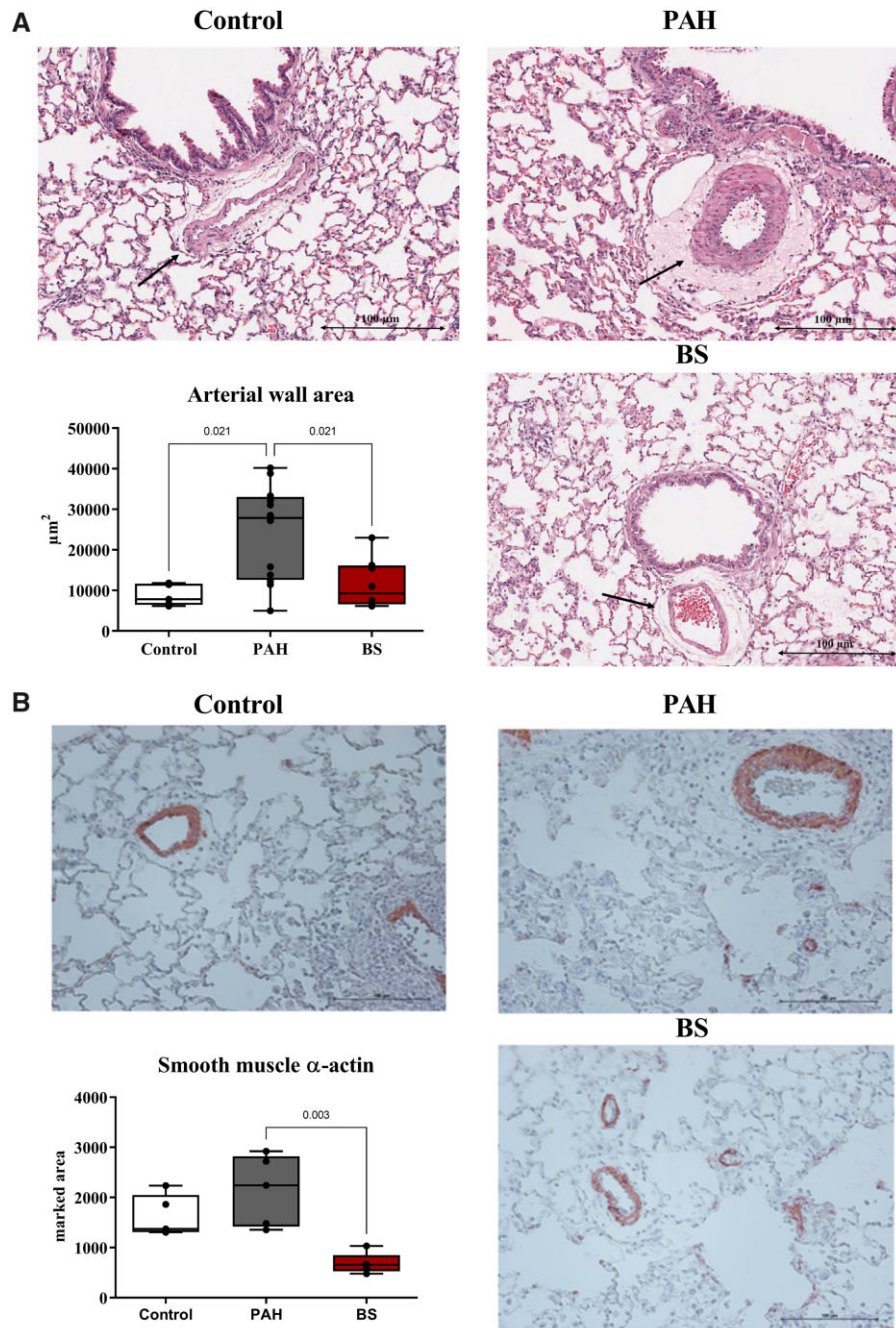 A
Control
PAH
100 µm
100 µm
BS
Arterial wall area
0.021
0.021
50000
40000
30000
20000
10000
0
µm²
Control
PAH
BS
100 µm
B
Control
PAH
BS
Smooth muscle α-actin
0.003
4000
3000
2000
1000
0
marked area
Control
PAH
BS